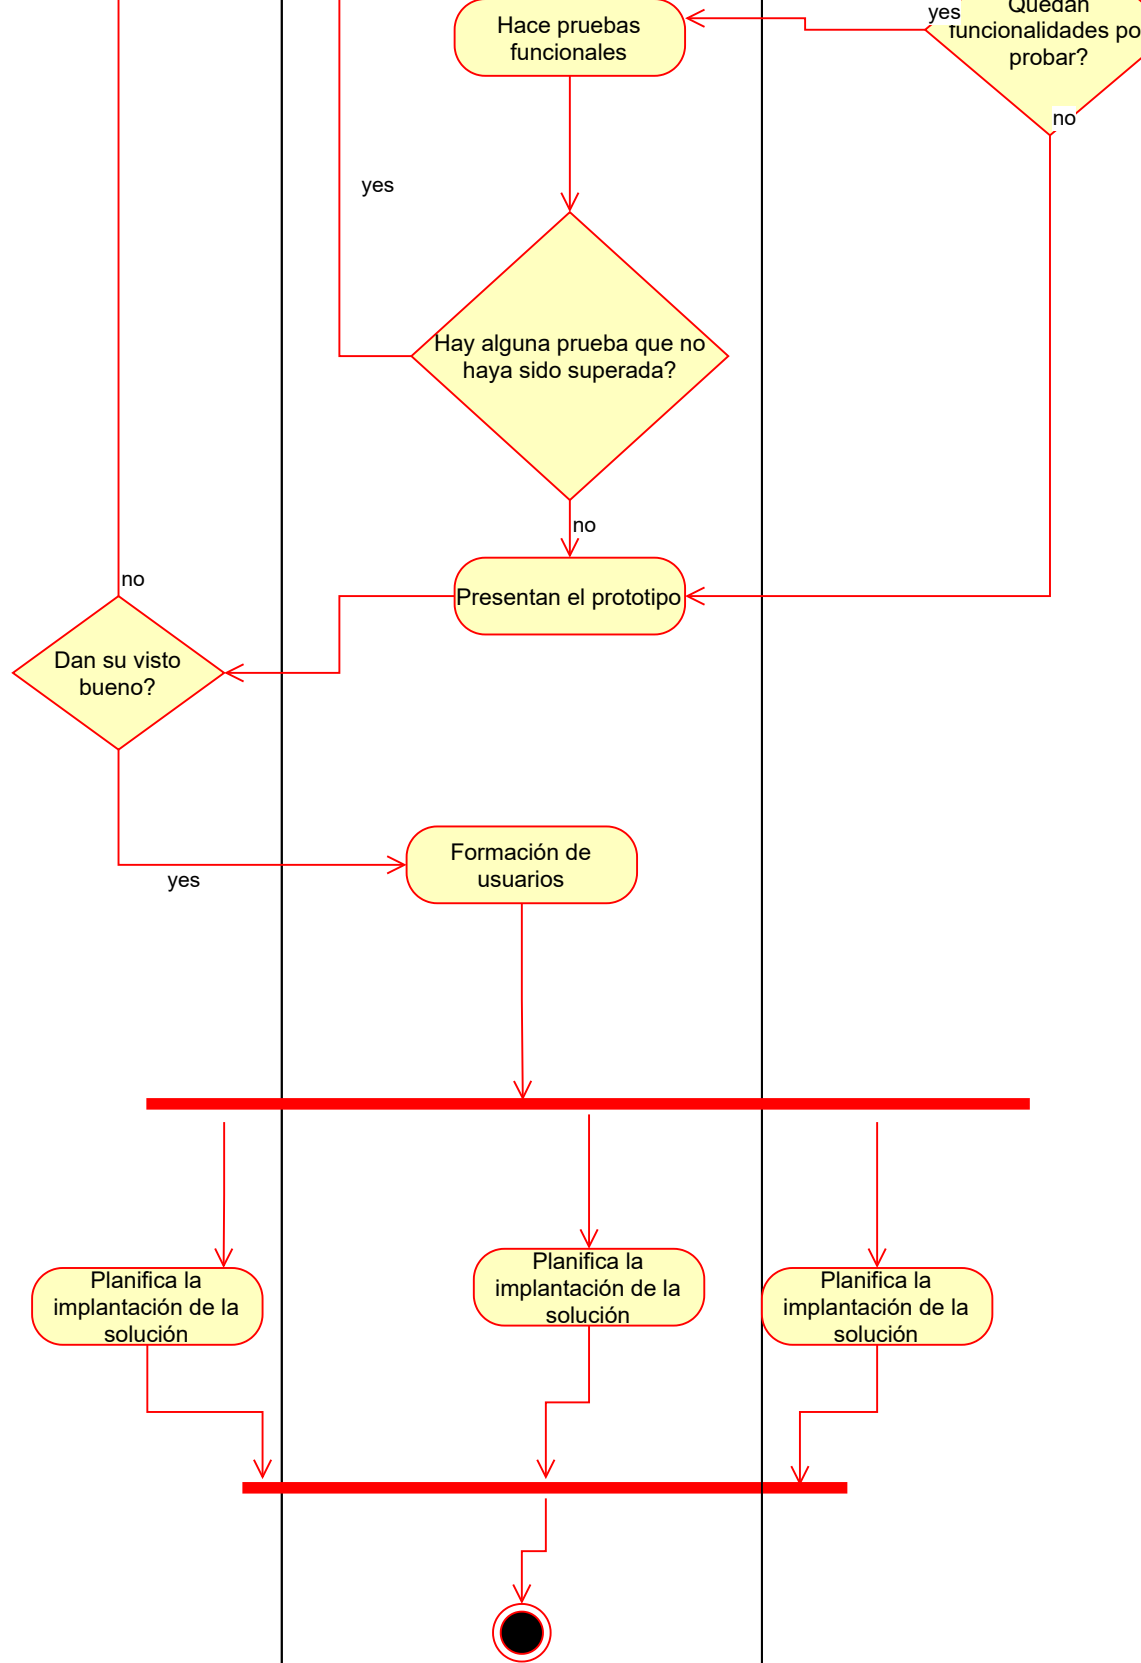 Hace pruebas
funcionales
yes
Quedan
funcionalidades po
probar?
no
yes
Hay alguna prueba que no
haya sido superada?
no
Presentan el prototipo
no
Dan su visto
bueno?
yes
Formación de
usuarios
Planifica la
implantación de la
solución
Planifica la
implantación de la
solución
Planifica la
implantación de la
solución